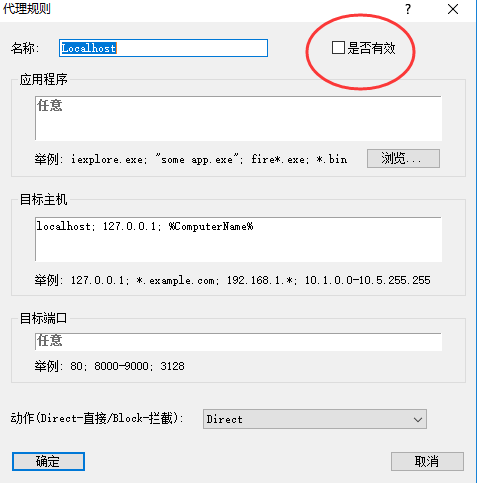 代理规则
名称: Localhost
是否有效
应用程序
任意
举例: iexplore.exe; "some app.exe"; fire*.exe; *.bin
浏览...
目标主机
localhost; 127.0.0.1; %ComputerName%
举例: 127.0.0.1; *.example.com; 192.168.1.*; 10.1.0.0-10.5.255.255
目标端口
任意
举例: 80; 8000-9000; 3128
动作(Direct-直接/Block-拦截): Direct
确定
取消